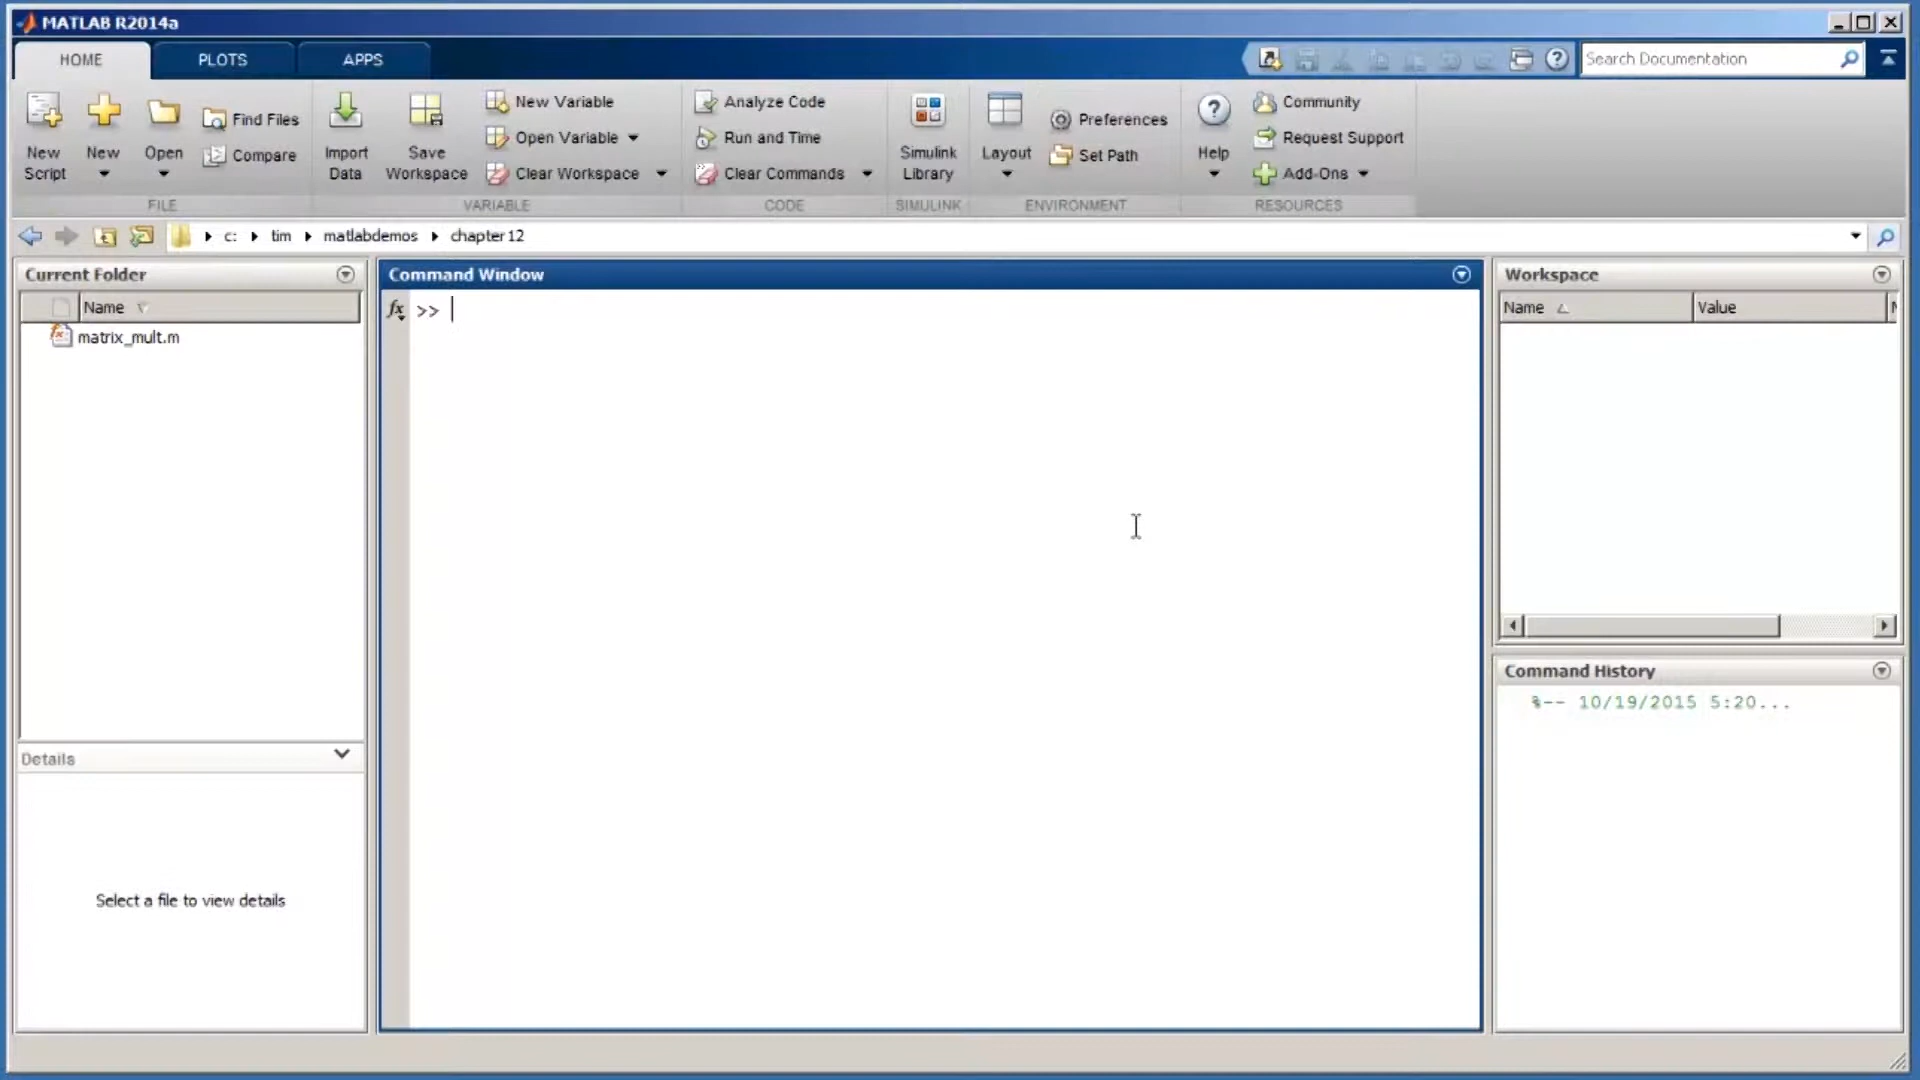 MATLAB R2014a
HOME
PLOTS
APPS
Search Documentation
New Script
New
Open
Find Files
Compare
FILE
Import Data
Save Workspace
New Variable
Open Variable
Clear Workspace
VARIABLE
Analyze Code
Run and Time
Clear Commands
CODE
Simulink Library
SIMULINK
Layout
Preferences
Set Path
ENVIRONMENT
Help
Community
Request Support
Add-Ons
RESOURCES
c: tim matlabdemos chapter12
Current Folder
Name
matrix_mult.m
Details
Select a file to view details
Command Window
fx >>
Workspace
Name
Value
Command History
%-- 10/19/2015 5:20...